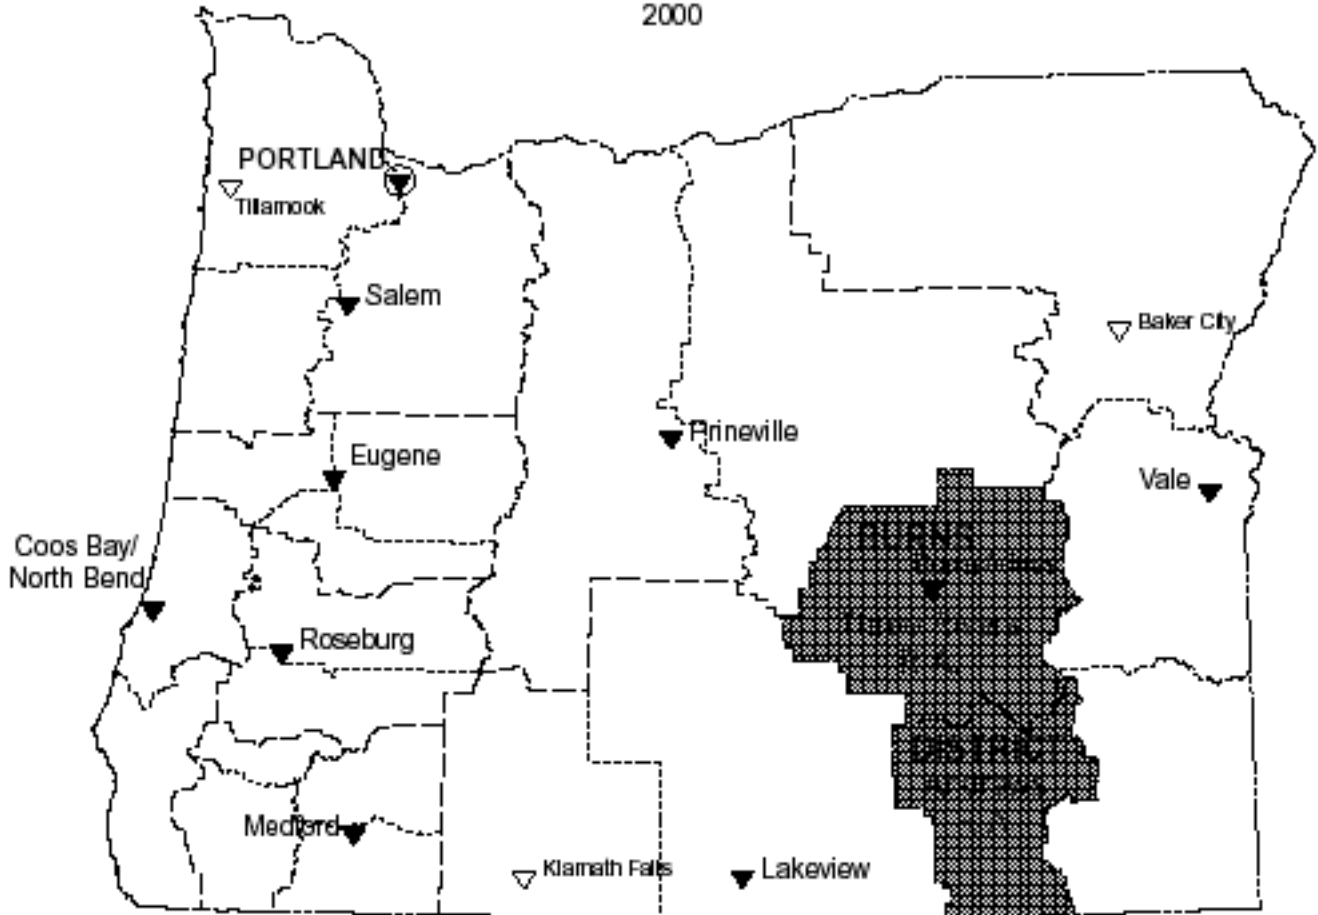 2000
PORTLAND
Tillamook
Salem
Baker City
Prineville
Eugene
Vale
Coos Bay/
North Bend
BURNS
Roseburg
Medford
Klamath Falls
Lakeview